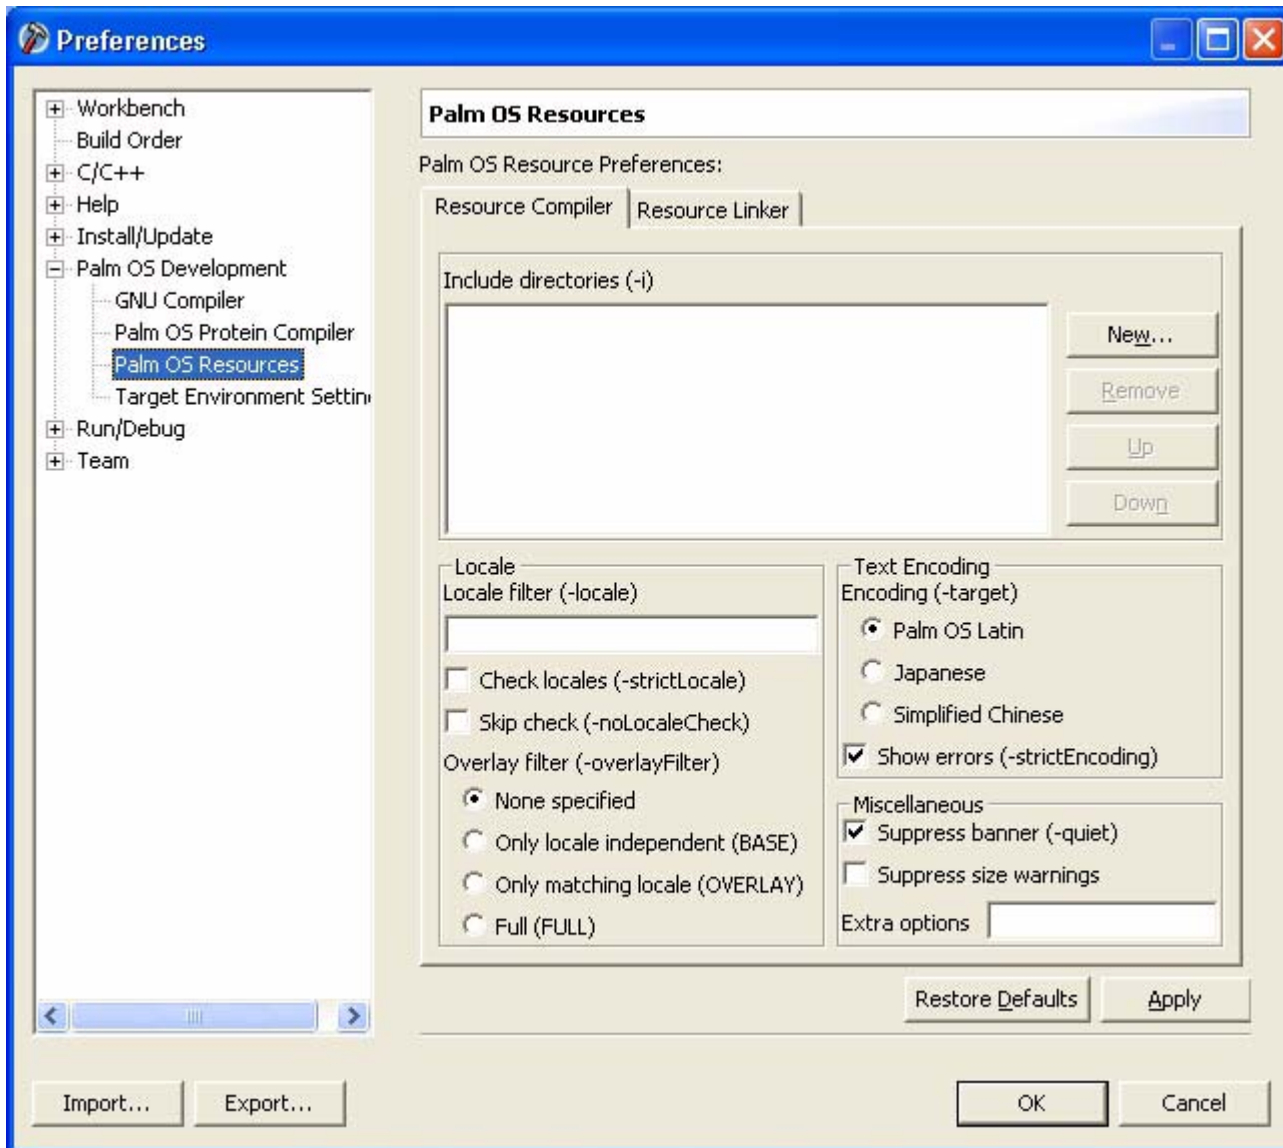 Preferences
Workbench
Build Order
C/C++
Help
Install/Update
Palm OS Development
GNU Compiler
Palm OS Protein Compiler
Palm OS Resources
Target Environment Settin
Run/Debug
Team
Palm OS Resources
Palm OS Resource Preferences:
Resource Compiler Resource Linker
Include directories (-i)
New...
Remove
Up
Down
Locale
Locale filter (-locale)
Check locales (-strictLocale)
Skip check (-noLocaleCheck)
Overlay filter (-overlayFilter)
None specified
Only locale independent (BASE)
Only matching locale (OVERLAY)
Full (FULL)
Text Encoding
Encoding (-target)
Palm OS Latin
Japanese
Simplified Chinese
Show errors (-strictEncoding)
Miscellaneous
Suppress banner (-quiet)
Suppress size warnings
Extra options
Restore Defaults Apply
Import... Export... OK Cancel